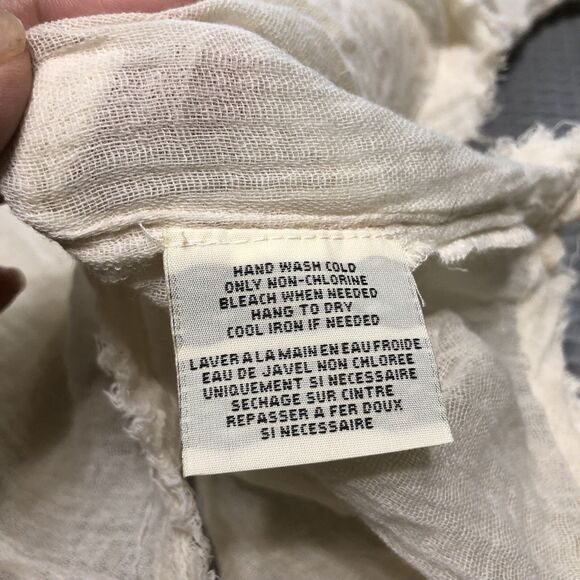 HAND WASH COLD
ONLY NON-CHLORINE
BLEACH WHEN NEEDED
HANG TO DRY
COOL IRON IF NEEDED
LAVER A LA MAIN EN EAU FROIDE
EAU DE JAVEL NON CHLOREE
UNIQUEMENT SI NECESSAIRE
SECHAGE SUR CINTRE
REPASSER A FER DOUX
SI NECESSAIRE